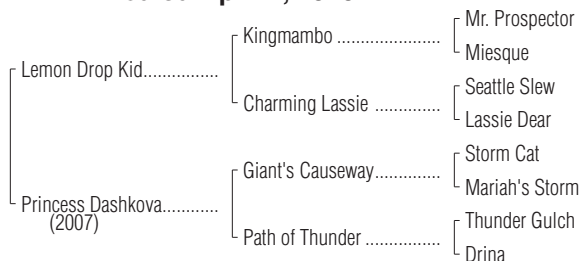 Mr. Prospector
Kingmambo ..................
Miesque
Lemon Drop Kid...............
Seattle Slew
Charming Lassie ..............
Lassie Dear
Storm Cat
Giant's Causeway..............
Mariah's Storm
Princess Dashkova............
(2007)
Thunder Gulch
Path of Thunder ................
Drina